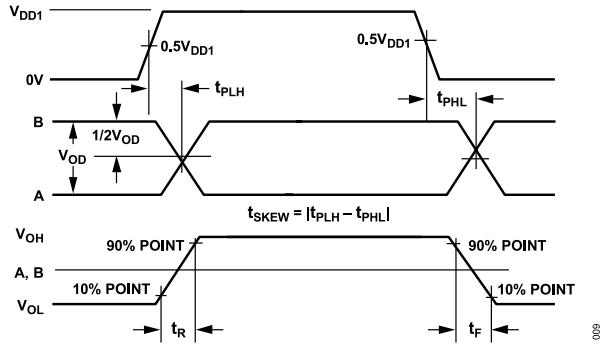 VDD1
0.5VDD1
0.5VDD1
0V
tPLH
tPHL
B
1/2VOD
VOD
A
tSKEW = |tPLH – tPHL|
VOH
90% POINT
90% POINT
A, B
10% POINT
10% POINT
VOL
tR
tF
009